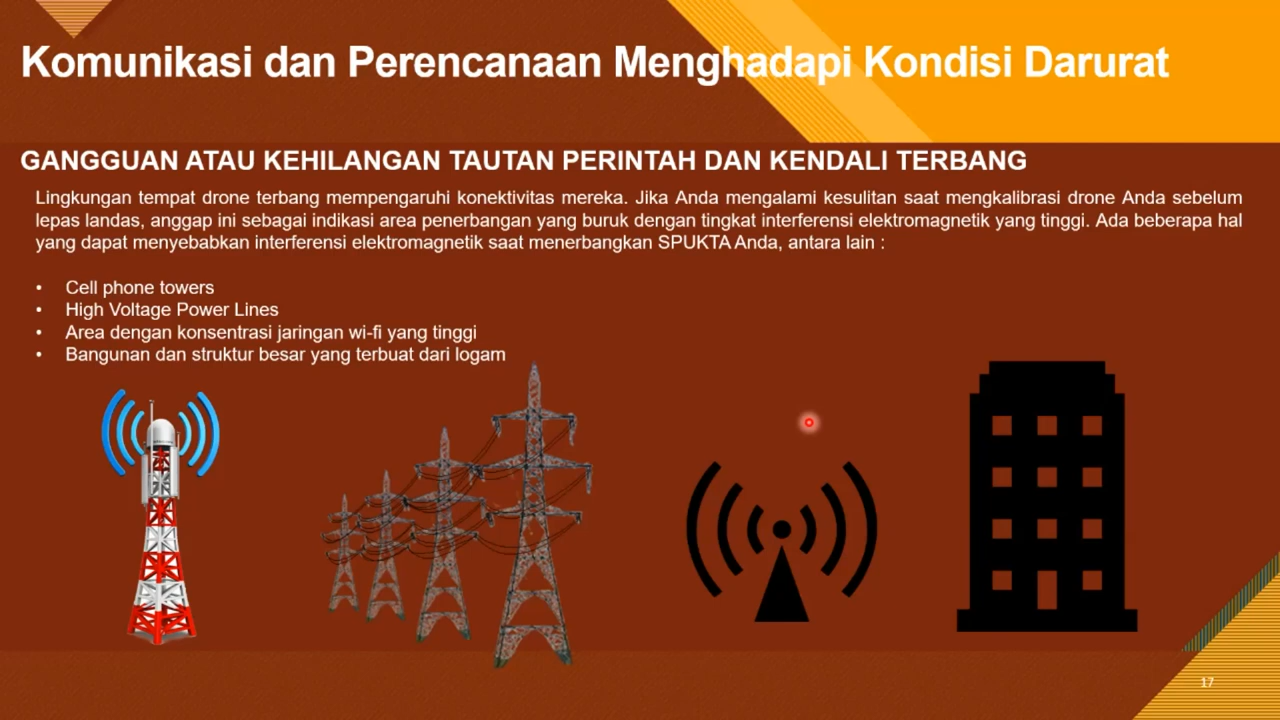 Komunikasi dan Perencanaan Menghadapi Kondisi Darurat
GANGGUAN ATAU KEHILANGAN TAUTAN PERINTAH DAN KENDALI TERBANG
Lingkungan tempat drone terbang mempengaruhi konektivitas mereka. Jika Anda mengalami kesulitan saat mengkalibrasi drone Anda sebelum
lepas landas, anggap ini sebagai indikasi area penerbangan yang buruk dengan tingkat interferensi elektromagnetik yang tinggi. Ada beberapa hal
yang dapat menyebabkan interferensi elektromagnetik saat menerbangkan SPUKTA Anda, antara lain :
• Cell phone towers
• High Voltage Power Lines
• Area dengan konsentrasi jaringan wi-fi yang tinggi
• Bangunan dan struktur besar yang terbuat dari logam
17